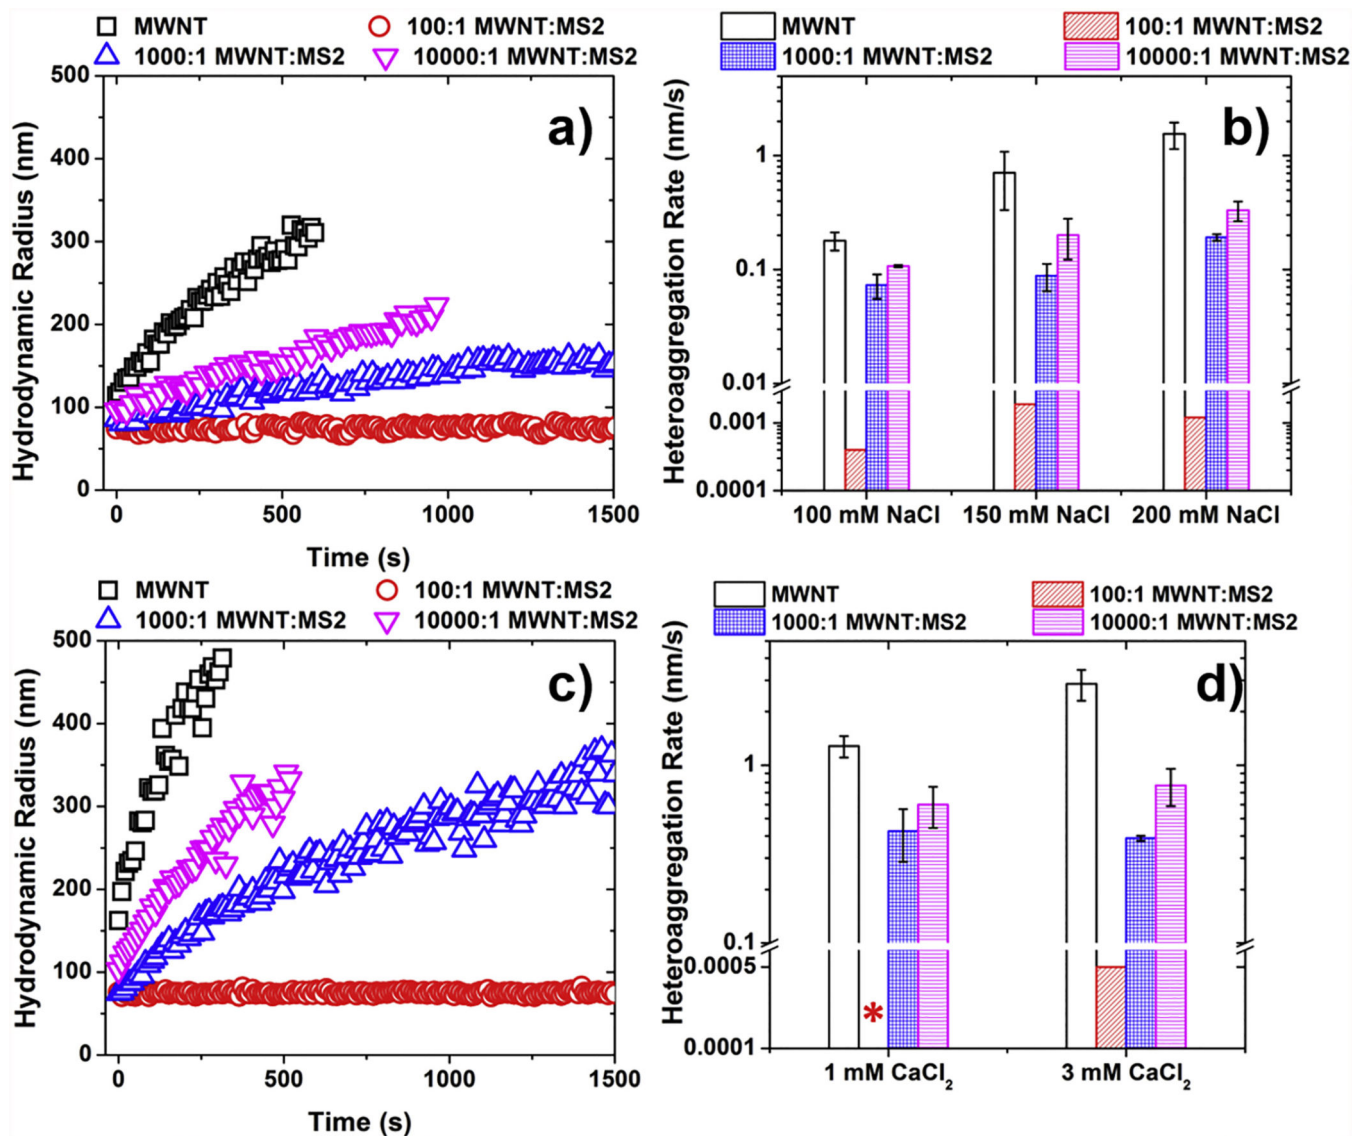 MWNT 100:1 MWNT:MS2
1000:1 MWNT:MS2 10000:1 MWNT:MS2
500
400
300
200
100
0
Hydrodynamic Radius (nm)
a)
0 500 1000 1500
Time (s)
MWNT 100:1 MWNT:MS2
1000:1 MWNT:MS2 10000:1 MWNT:MS2
Heteroaggregation Rate (nm/s)
b)
1
0.1
0.01
0.001
0.0001
100 mM NaCl 150 mM NaCl 200 mM NaCl
MWNT 100:1 MWNT:MS2
1000:1 MWNT:MS2 10000:1 MWNT:MS2
500
400
300
200
100
0
Hydrodynamic Radius (nm)
c)
0 500 1000 1500
Time (s)
MWNT 100:1 MWNT:MS2
1000:1 MWNT:MS2 10000:1 MWNT:MS2
Heteroaggregation Rate (nm/s)
d)
1
0.1
0.0005
*
0.0001
1 mM CaCl₂ 3 mM CaCl₂